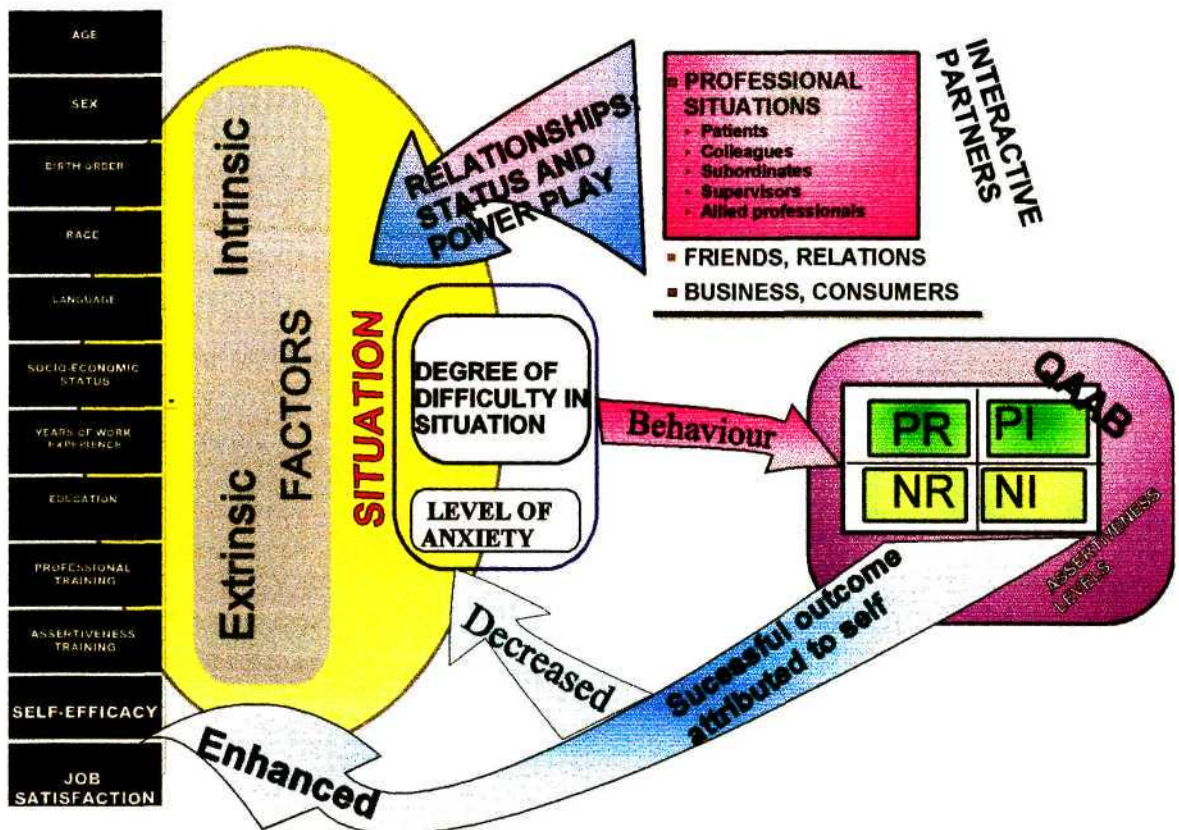 AGE
SEX
BIRTH ORDER
RACE
LANGUAGE
SOCIO-ECONOMIC
STATUS
YEARS OF WORK
EXPERIENCE
EDUCATION
PROFESSIONAL
TRAINING
ASSERTIVENESS
TRAINING
SELF-EFFICACY
JOB
SATISFACTION
Intrinsic
Extrinsic
FACTORS
SITUATION
RELATIONSHIPS:
STATUS AND
POWER PLAY
PROFESSIONAL
SITUATIONS
Patients
Colleagues
Subordinates
Supervisors
Allied professionals
FRIENDS, RELATIONS
BUSINESS, CONSUMERS
INTERACTIVE
PARTNERS
DEGREE OF
DIFFICULTY IN
SITUATION
LEVEL OF
ANXIETY
Behaviour
QAAB
PR PI
NR NI
ASSERTIVENESS
LEVELS
Sucessful outcome
attributed to self
Decreased
Enhanced